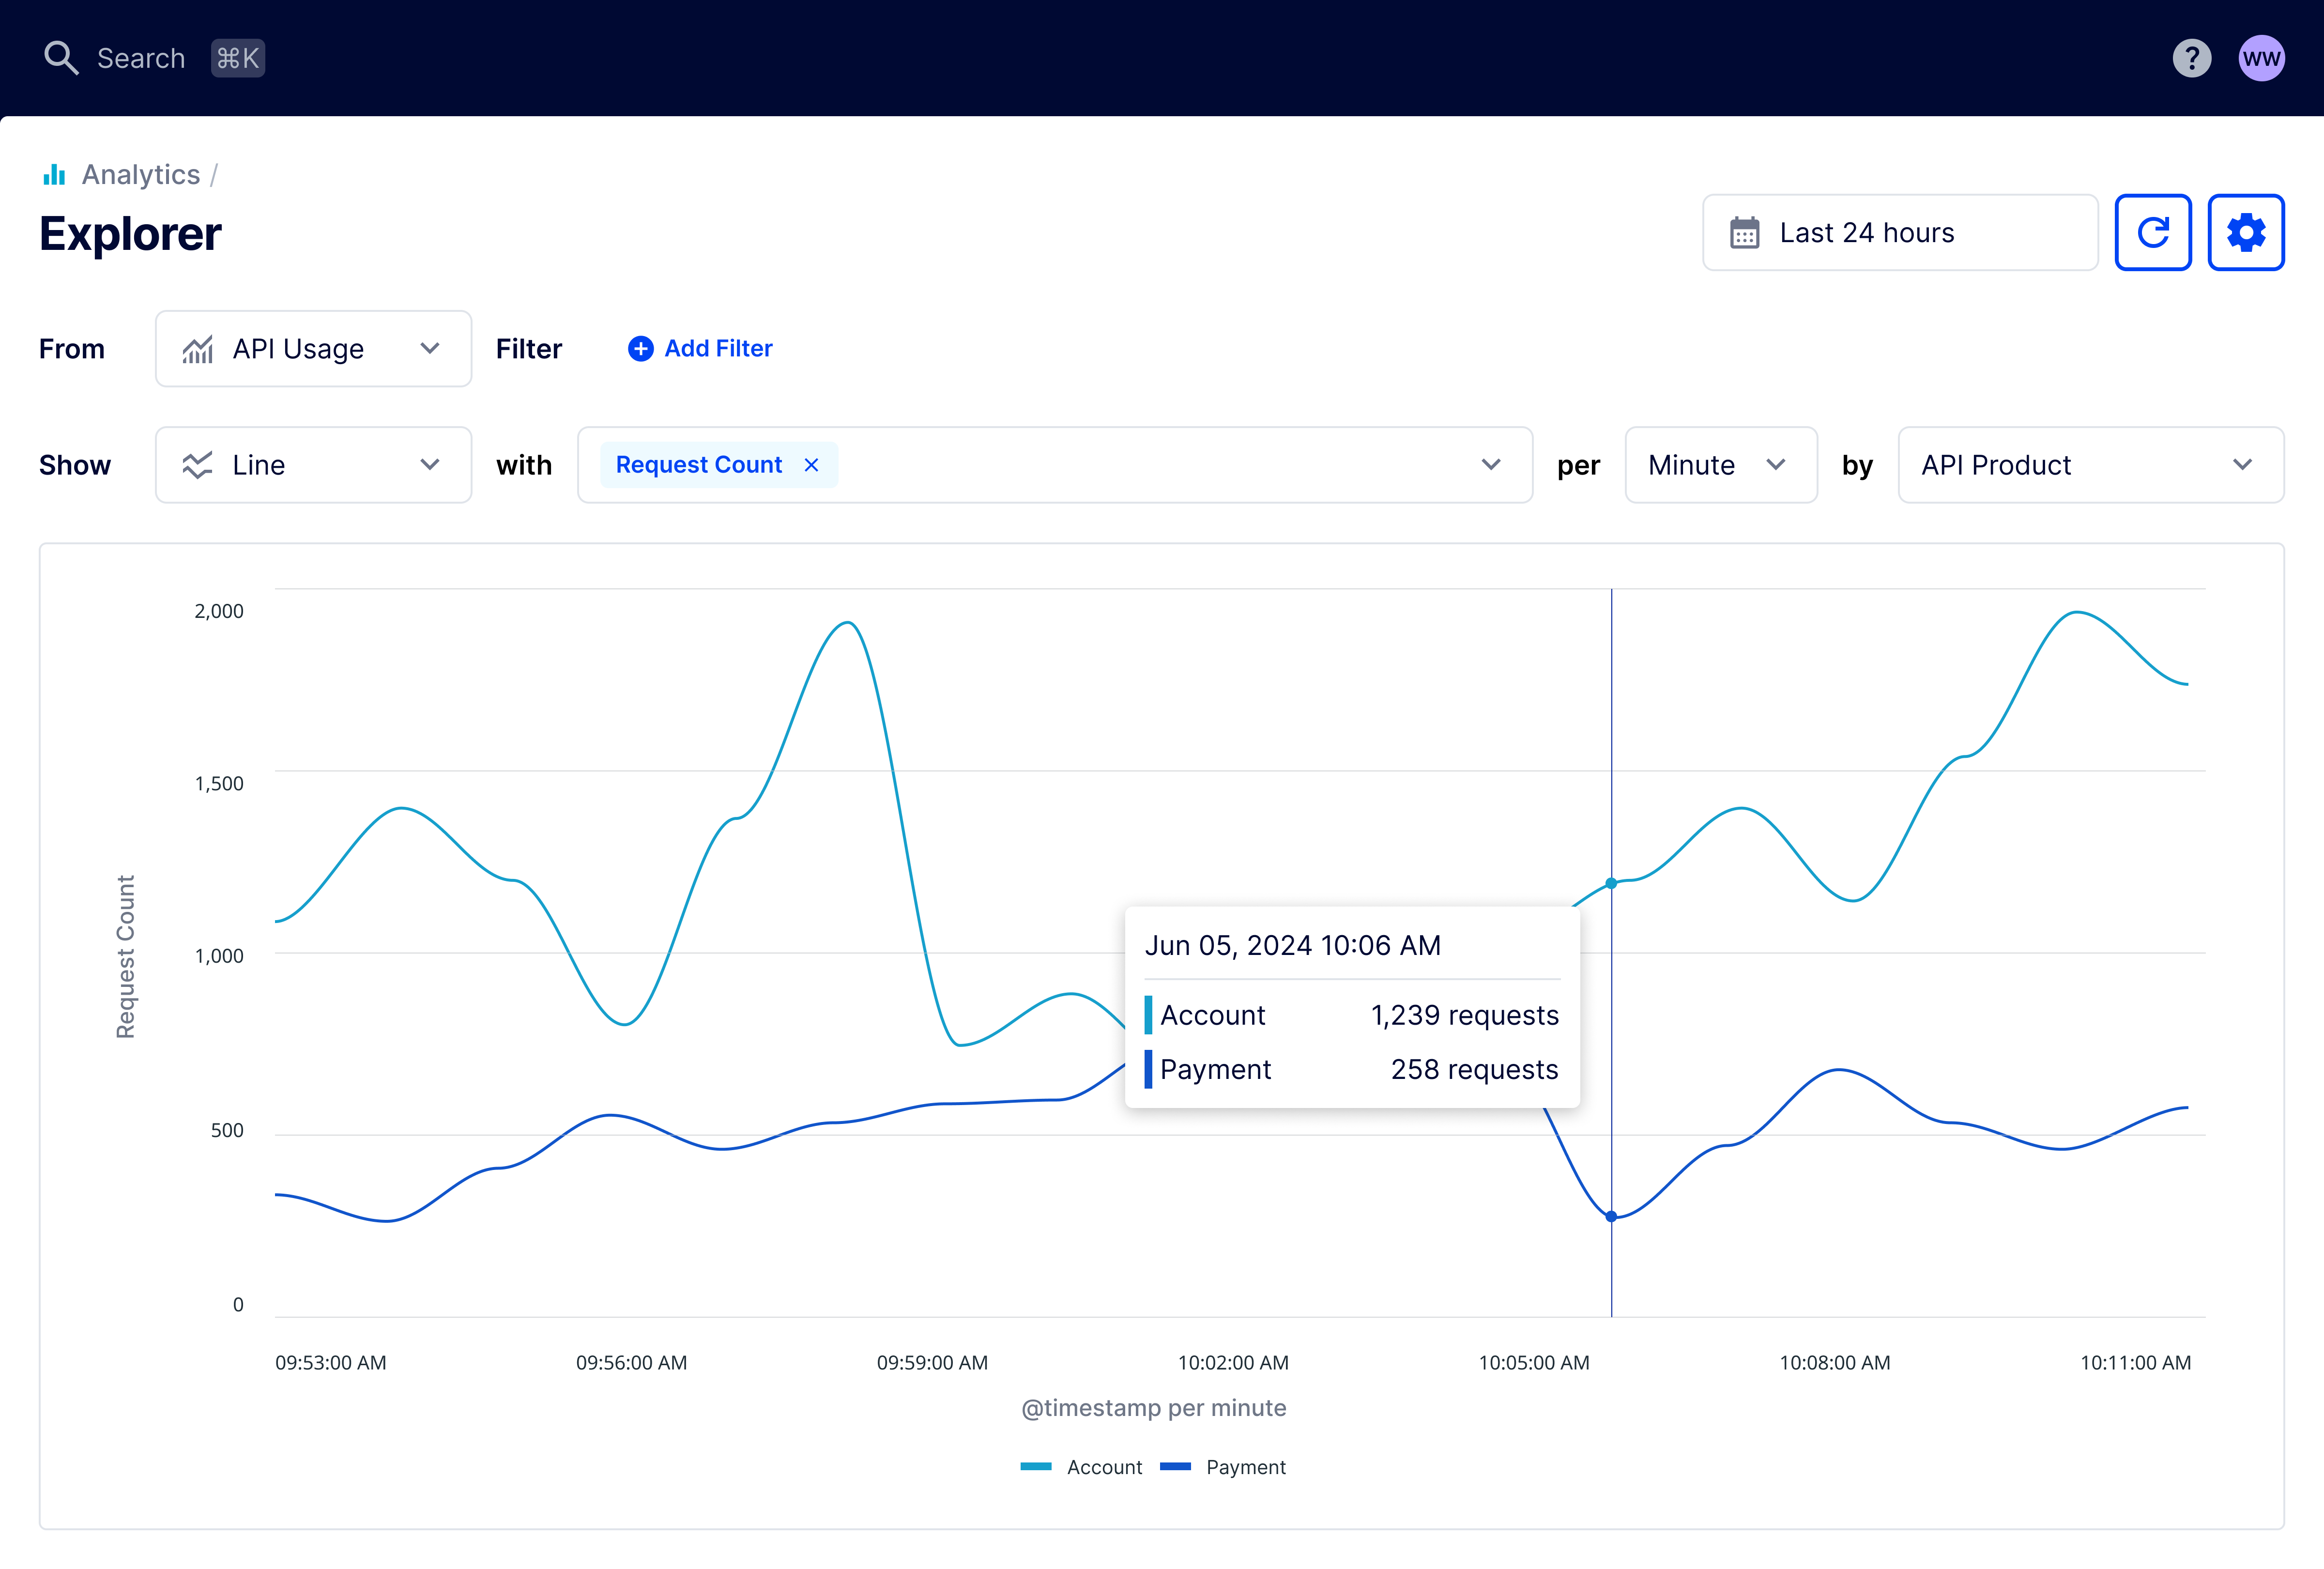 Search ⌘K
? WW
Analytics /
Explorer
Last 24 hours
From API Usage Filter Add Filter
Show Line with Request Count × per Minute by API Product
2,000
1,500
1,000
500
0
Request Count
Jun 05, 2024 10:06 AM
Account 1,239 requests
Payment 258 requests
09:53:00 AM 09:56:00 AM 09:59:00 AM 10:02:00 AM 10:05:00 AM 10:08:00 AM 10:11:00 AM
@timestamp per minute
Account Payment